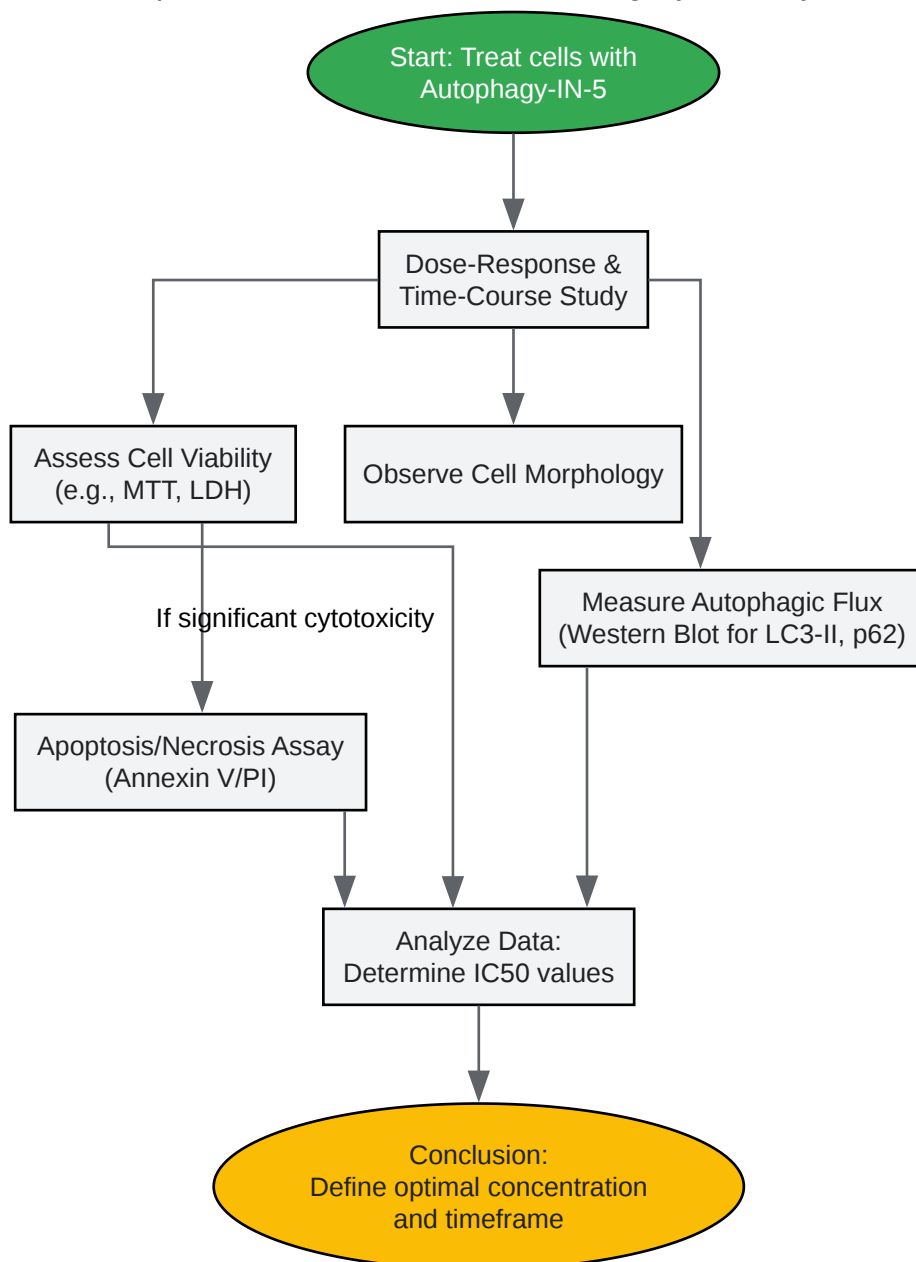 Start: Treat cells with
Autophagy-IN-5
Dose-Response &
Time-Course Study
Assess Cell Viability
(e.g., MTT, LDH)
Observe Cell Morphology
Measure Autophagic Flux
(Western Blot for LC3-II, p62)
If significant cytotoxicity
Apoptosis/Necrosis Assay
(Annexin V/PI)
Analyze Data:
Determine IC50 values
Conclusion:
Define optimal concentration
and timeframe